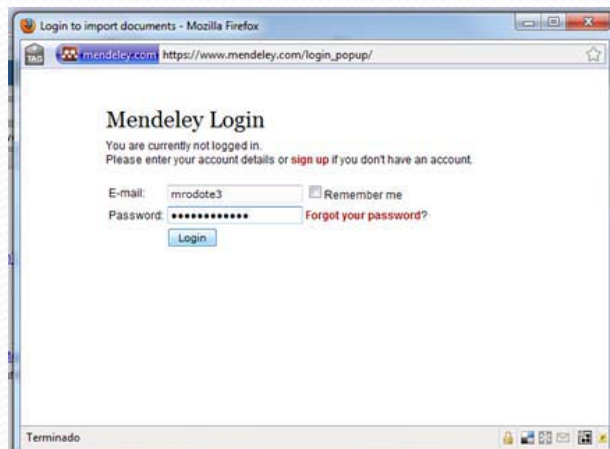 Login to import documents - Mozilla Firefox
TAG mendeley.com https://www.mendeley.com/login_popup/
Mendeley Login
You are currently not logged in.
Please enter your account details or sign up if you don't have an account.
E-mail: mrodote3 Remember me
Password: •••••••••••• Forgot your password?
Login
Terminado